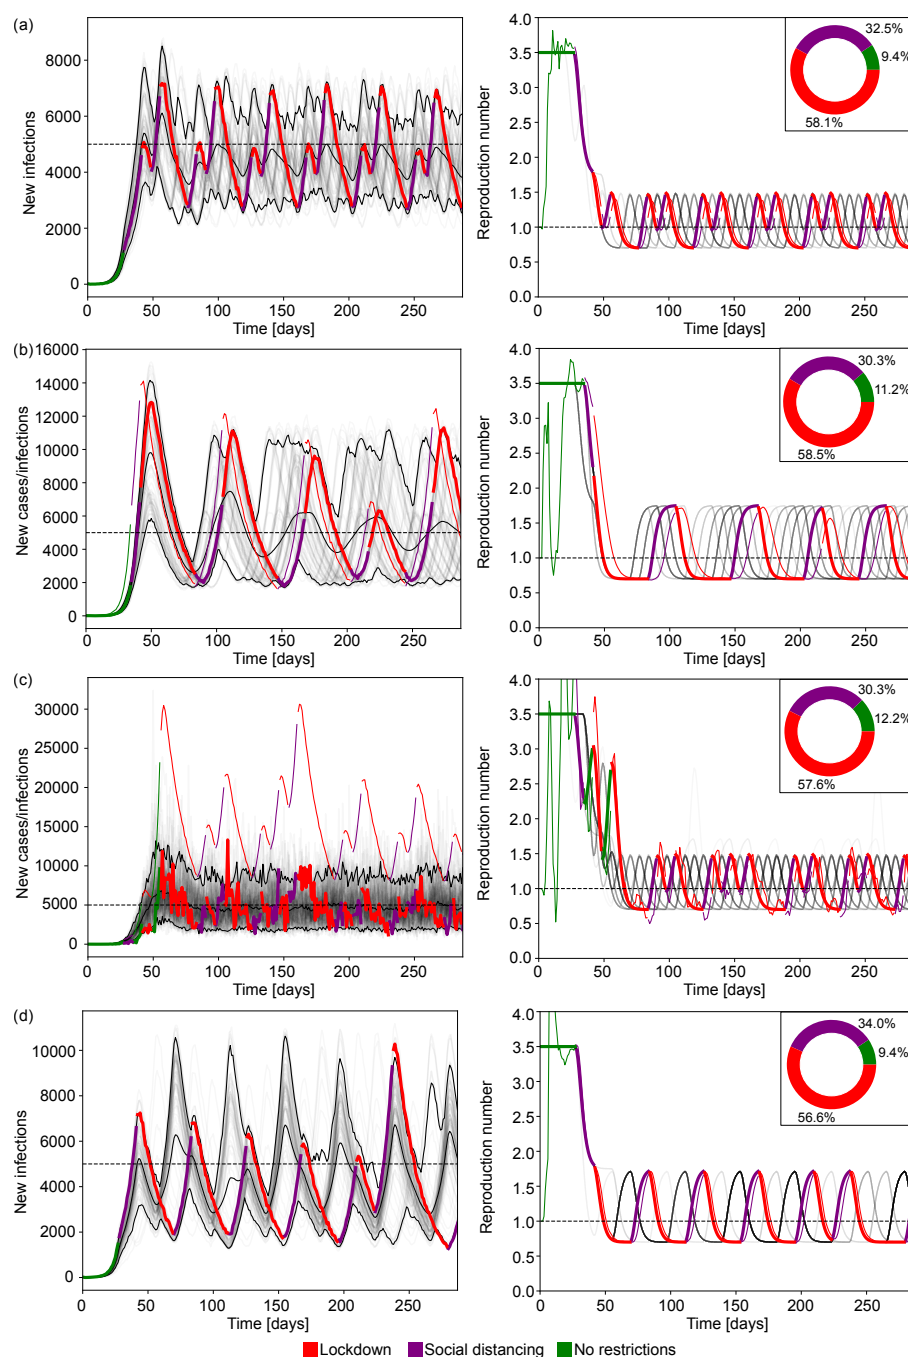 (a)
8000
6000
4000
2000
0
New infections
0 50 100 150 200 250
Time [days]
4.0
3.5
3.0
2.5
2.0
1.5
1.0
0.5
0.0
Reproduction number
32.5%
9.4%
58.1%
0 50 100 150 200 250
Time [days]
(b)
16000
14000
12000
10000
8000
6000
4000
2000
0
New cases/infections
0 50 100 150 200 250
Time [days]
4.0
3.5
3.0
2.5
2.0
1.5
1.0
0.5
0.0
Reproduction number
30.3%
11.2%
58.5%
0 50 100 150 200 250
Time [days]
(c)
30000
25000
20000
15000
10000
5000
0
New cases/infections
0 50 100 150 200 250
Time [days]
4.0
3.5
3.0
2.5
2.0
1.5
1.0
0.5
0.0
Reproduction number
30.3%
12.2%
57.6%
0 50 100 150 200 250
Time [days]
(d)
10000
8000
6000
4000
2000
0
New infections
0 50 100 150 200 250
Time [days]
4.0
3.5
3.0
2.5
2.0
1.5
1.0
0.5
0.0
Reproduction number
34.0%
9.4%
56.6%
0 50 100 150 200 250
Time [days]
Lockdown Social distancing No restrictions